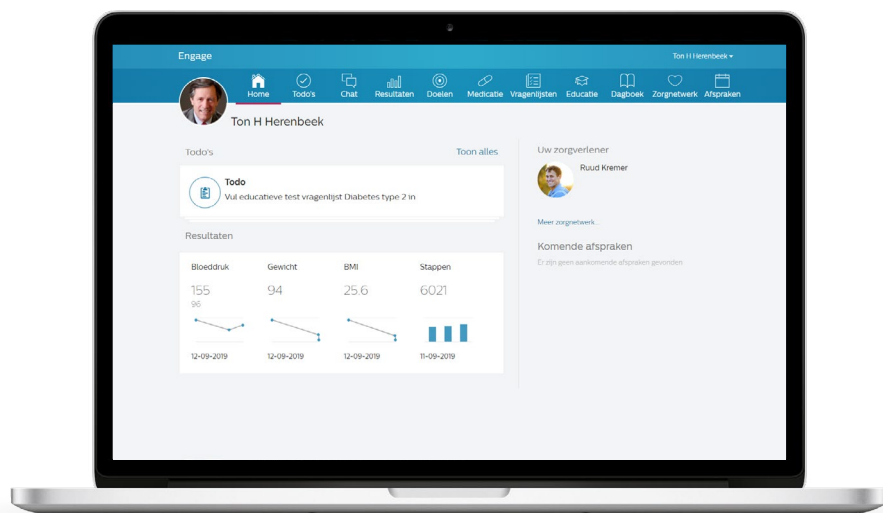 Engage
Ton H Herenbeek
Home Todo's Chat Resultaten Doelen Medicatie Vragenlijsten Educatie Dagboek Zorgnetwerk Afspraken
Ton H Herenbeek
Todo's Toon alles
Todo
Vul educatieve test vragenlijst Diabetes type 2 in
Resultaten
Bloeddruk Gewicht BMI Stappen
155 94 25.6 6021
96
12-09-2019 12-09-2019 12-09-2019 11-09-2019
Uw zorgverlener
Ruud Kremer
Meer zorgnetwerk...
Komende afspraken
Er zijn geen aankomende afspraken gevonden